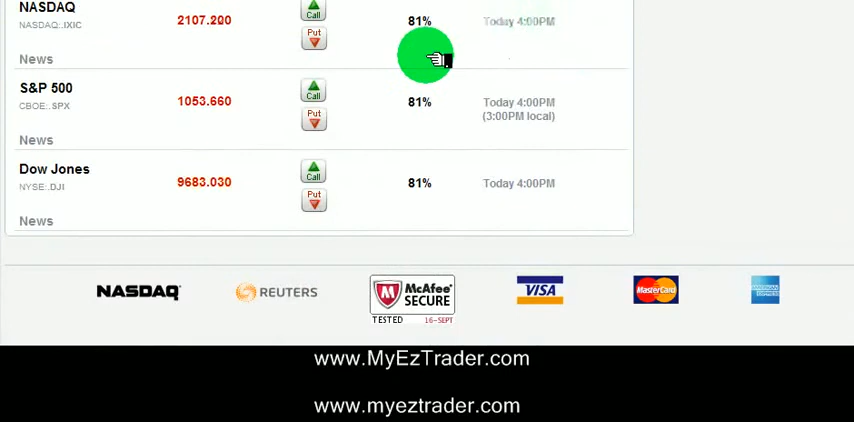 NASDAQ
NASDAQ:.IXIC
2107.200
Call
Put
81%
Today 4:00PM
News
S&P 500
CBOE:.SPX
1053.660
Call
Put
81%
Today 4:00PM
(3:00PM local)
News
Dow Jones
NYSE:.DJI
9683.030
Call
Put
81%
Today 4:00PM
News
NASDAQ
REUTERS
McAfee
SECURE
TESTED 16-SEPT
VISA
MasterCard
AMERICAN EXPRESS
www.MyEzTrader.com
www.myeztrader.com